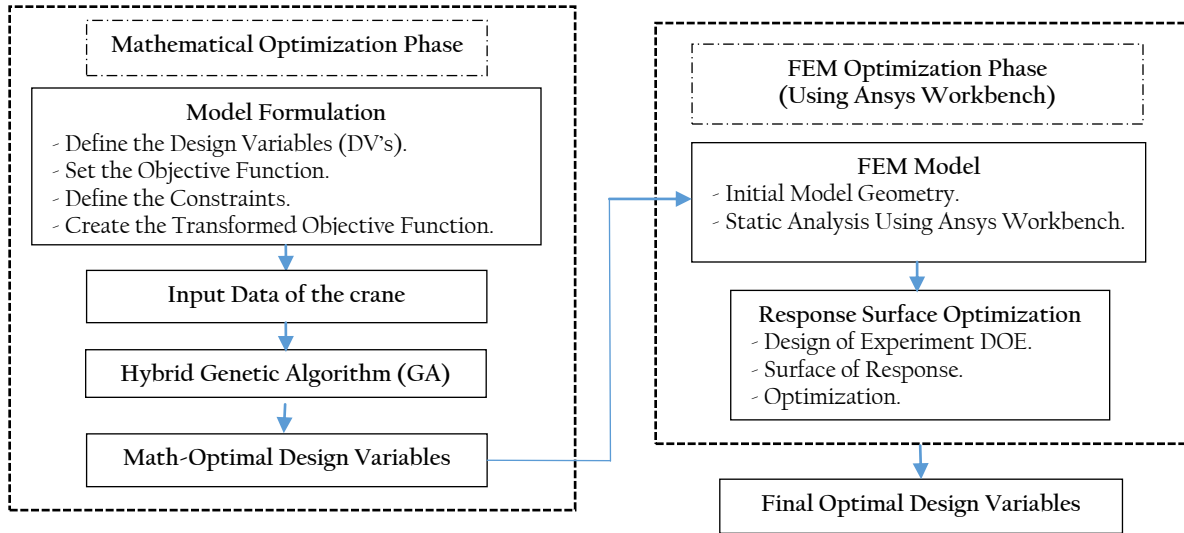 Mathematical Optimization Phase
Model Formulation
- Define the Design Variables (DV's).
- Set the Objective Function.
- Define the Constraints.
- Create the Transformed Objective Function.
Input Data of the crane
Hybrid Genetic Algorithm (GA)
Math-Optimal Design Variables
FEM Optimization Phase
(Using Ansys Workbench)
FEM Model
- Initial Model Geometry.
- Static Analysis Using Ansys Workbench.
Response Surface Optimization
- Design of Experiment DOE.
- Surface of Response.
- Optimization.
Final Optimal Design Variables